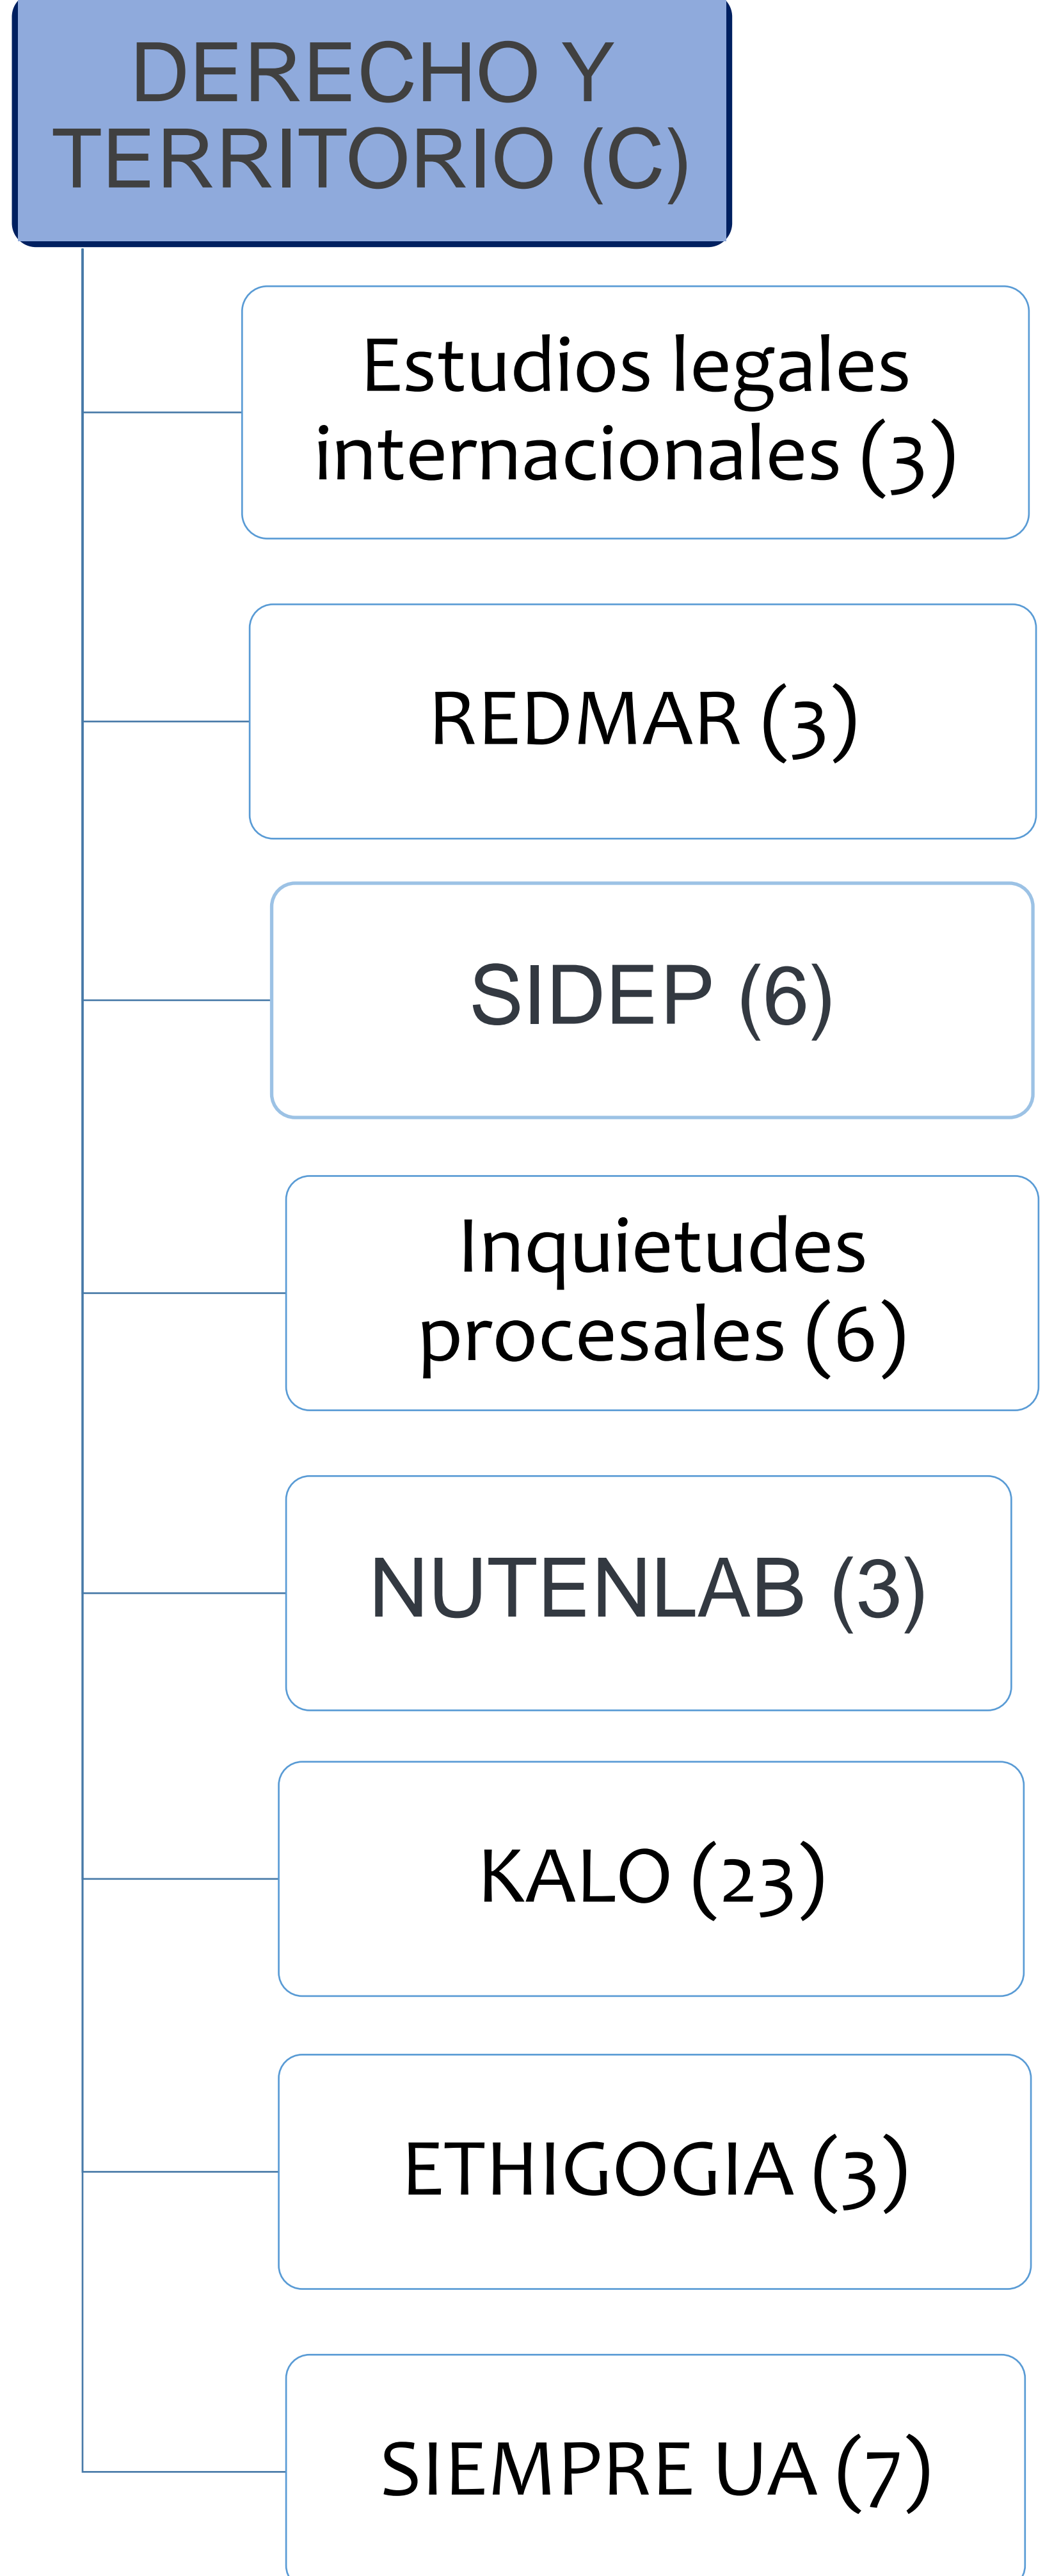 DERECHO Y
TERRITORIO (C)
Estudios legales
internacionales (3)
REDMAR (3)
SIDEP (6)
Inquietudes
procesales (6)
NUTENLAB (3)
KALO (23)
ETHIGOGIA (3)
SIEMPRE UA (7)